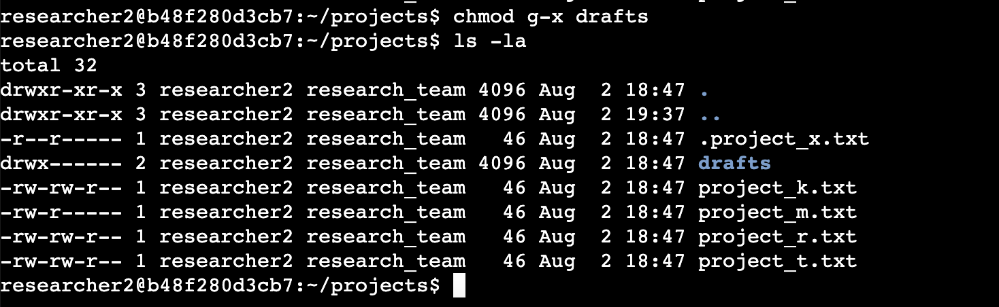 researcher2@b48f280d3cb7:~/projects$ chmod g-x drafts
researcher2@b48f280d3cb7:~/projects$ ls -la
total 32
drwxr-xr-x 3 researcher2 research_team 4096 Aug  2 18:47 .
drwxr-xr-x 3 researcher2 research_team 4096 Aug  2 19:37 ..
-r--r----- 1 researcher2 research_team   46 Aug  2 18:47 .project_x.txt
drwx------ 2 researcher2 research_team 4096 Aug  2 18:47 drafts
-rw-rw-r-- 1 researcher2 research_team   46 Aug  2 18:47 project_k.txt
-rw-r----- 1 researcher2 research_team   46 Aug  2 18:47 project_m.txt
-rw-rw-r-- 1 researcher2 research_team   46 Aug  2 18:47 project_r.txt
-rw-rw-r-- 1 researcher2 research_team   46 Aug  2 18:47 project_t.txt
researcher2@b48f280d3cb7:~/projects$